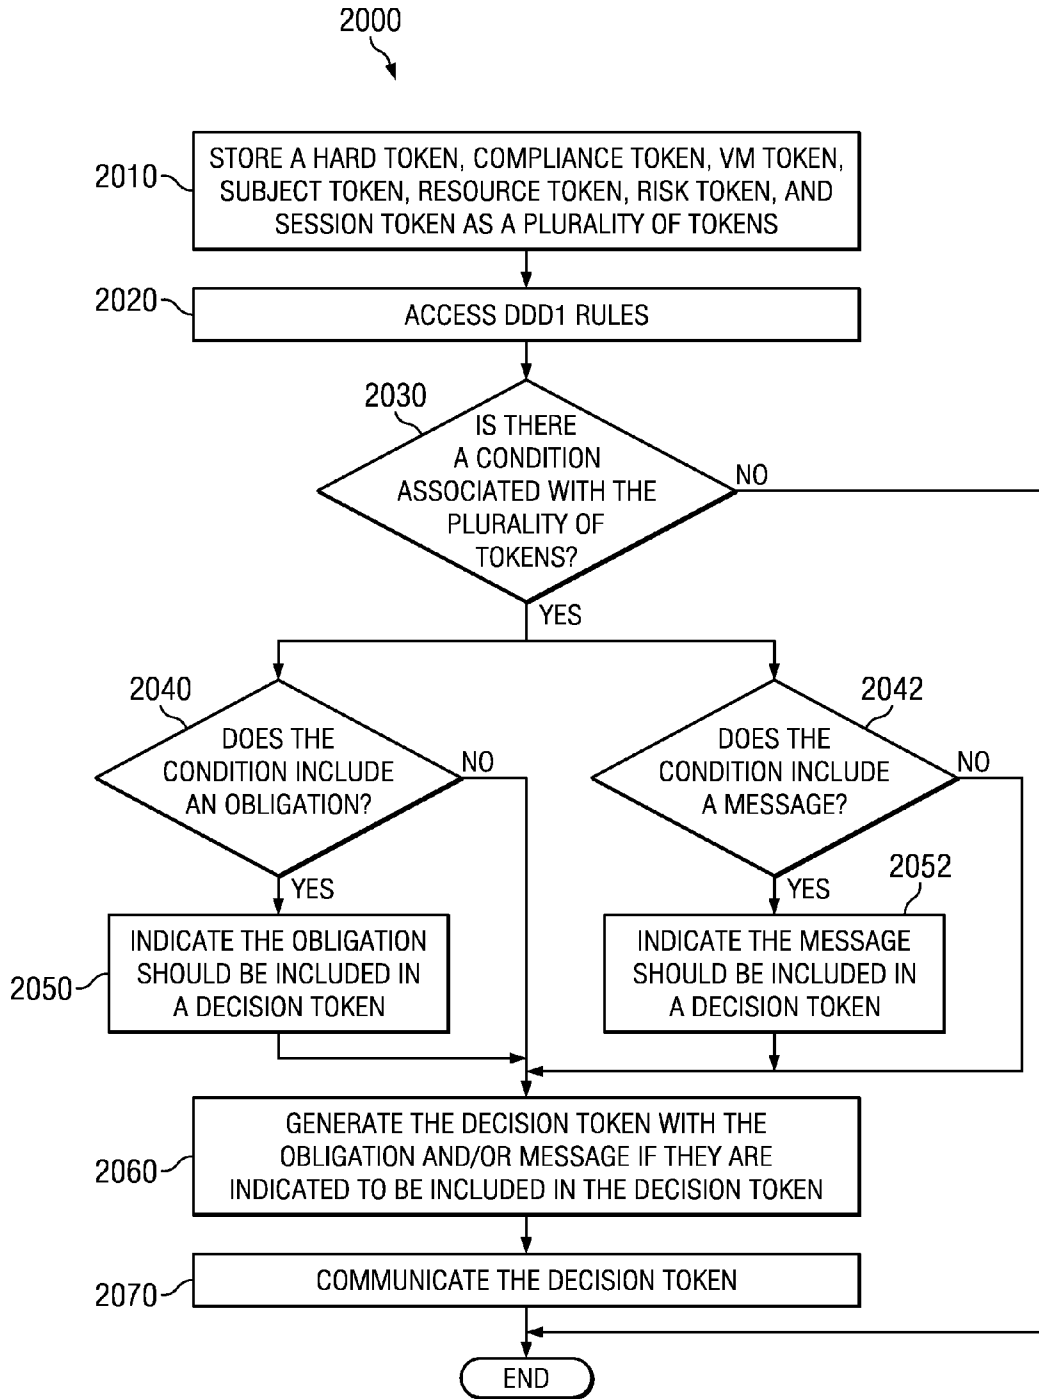 2000
2010
STORE A HARD TOKEN, COMPLIANCE TOKEN, VM TOKEN,
SUBJECT TOKEN, RESOURCE TOKEN, RISK TOKEN, AND
SESSION TOKEN AS A PLURALITY OF TOKENS
2020
ACCESS DDD1 RULES
2030
IS THERE
A CONDITION
ASSOCIATED WITH THE
PLURALITY OF
TOKENS?
NO
YES
2040
DOES THE
CONDITION INCLUDE
AN OBLIGATION?
NO
YES
2042
DOES THE
CONDITION INCLUDE
A MESSAGE?
NO
YES
2050
INDICATE THE OBLIGATION
SHOULD BE INCLUDED IN
A DECISION TOKEN
2052
INDICATE THE MESSAGE
SHOULD BE INCLUDED IN
A DECISION TOKEN
2060
GENERATE THE DECISION TOKEN WITH THE
OBLIGATION AND/OR MESSAGE IF THEY ARE
INDICATED TO BE INCLUDED IN THE DECISION TOKEN
2070
COMMUNICATE THE DECISION TOKEN
END